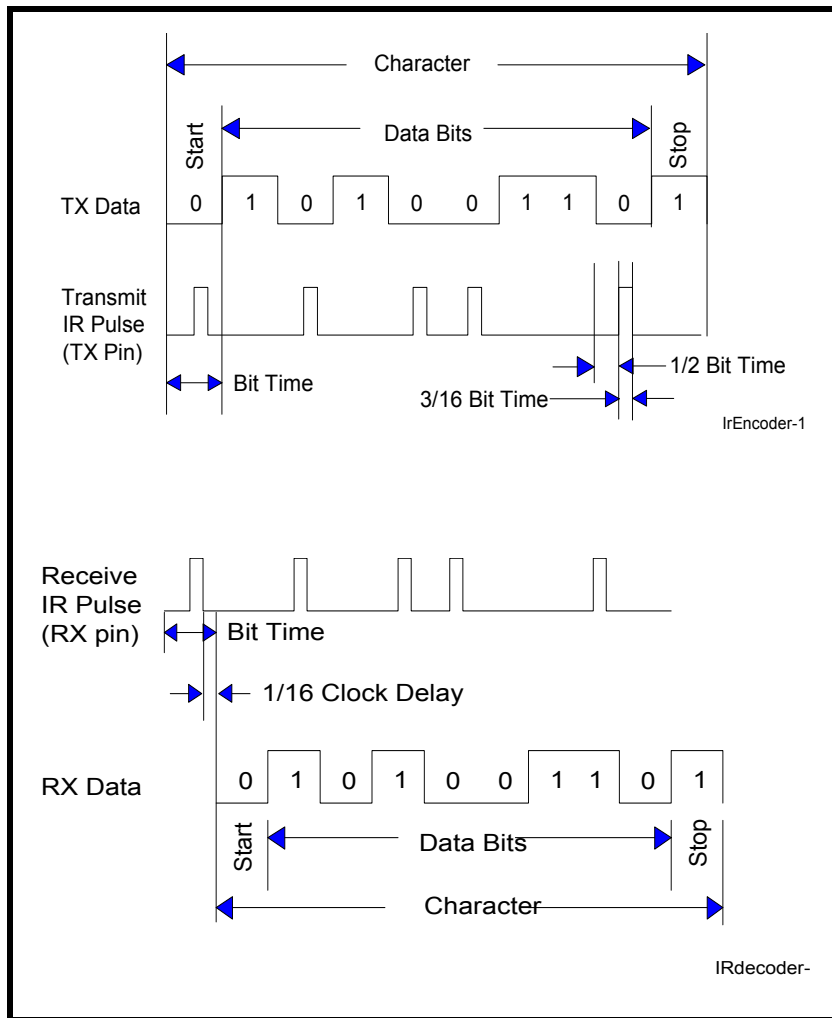 Character
Start
Data Bits
Stop
TX Data
0 1 0 1 0 0 1 1 0 1
Transmit
IR Pulse
(TX Pin)
Bit Time
1/2 Bit Time
3/16 Bit Time
IrEncoder-1
Receive
IR Pulse
(RX pin)
Bit Time
1/16 Clock Delay
RX Data
0 1 0 1 0 0 1 1 0 1
Start
Data Bits
Stop
Character
IRdecoder-